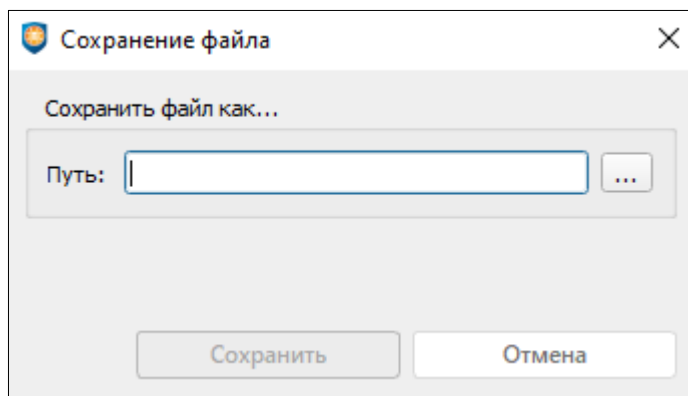 Сохранение файла
Сохранить файл как...
Путь: ...
Сохранить Отмена